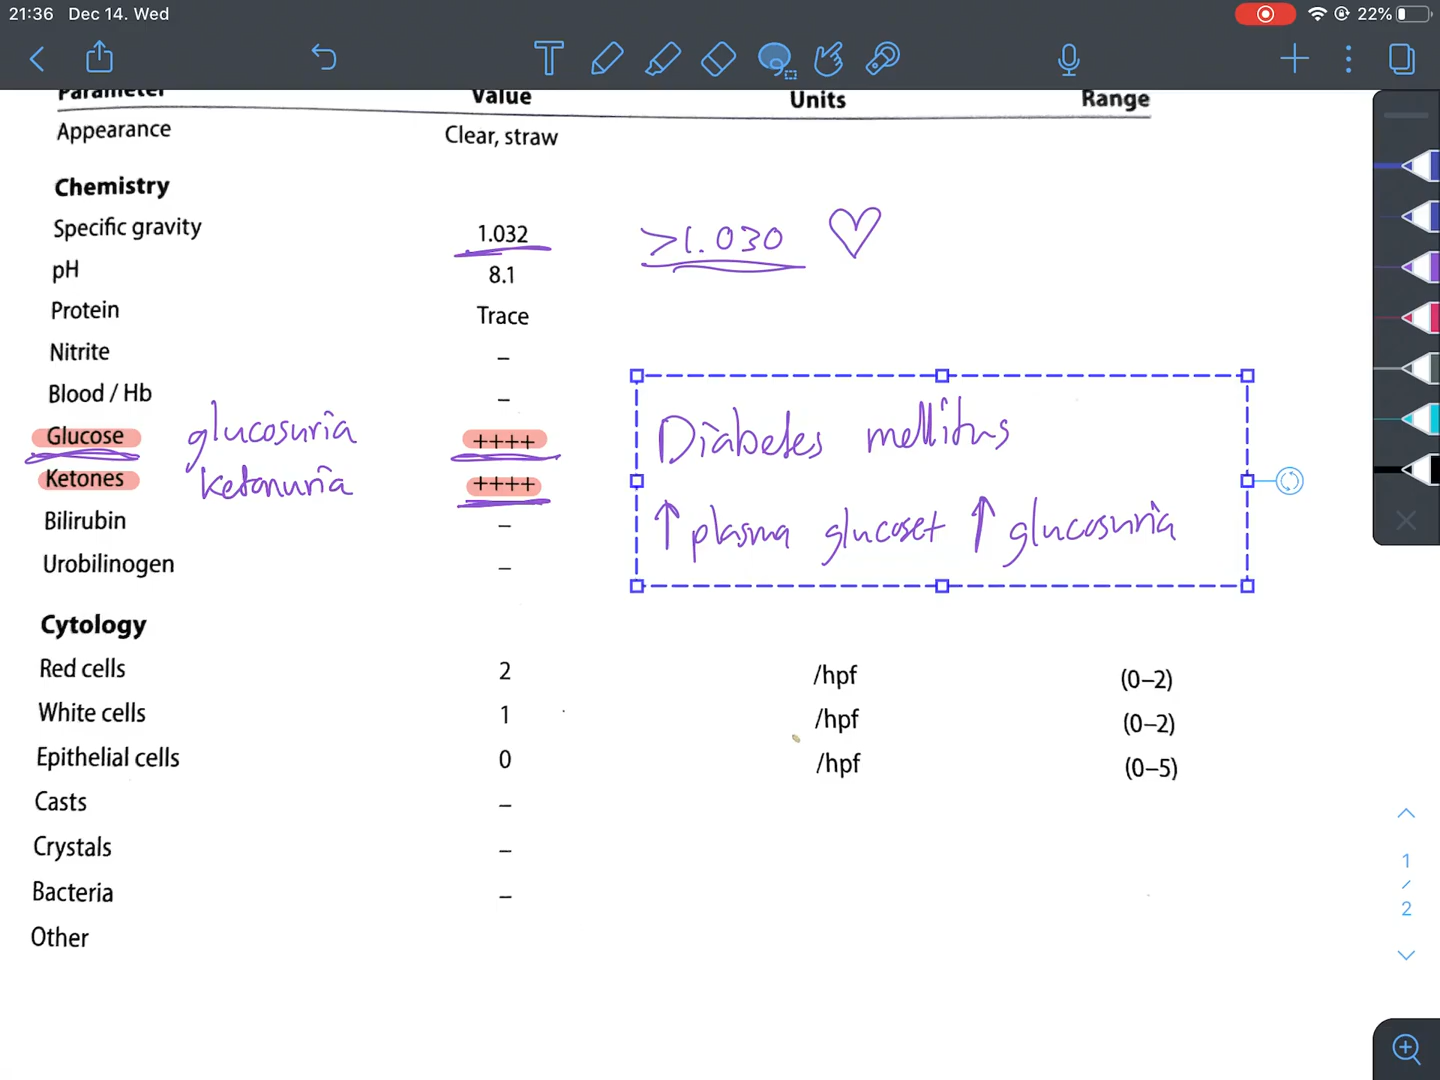 21:36 Dec 14. Wed 22%
Parameter Value Units Range
Appearance Clear, straw
Chemistry
Specific gravity 1.032 >1.030 ♡
pH 8.1
Protein Trace
Nitrite –
Blood / Hb –
Glucose glucosuria ++++
Ketones ketonuria ++++
Bilirubin –
Urobilinogen –
Diabetes mellitus
↑ plasma glucose+ ↑ glucosuria
Cytology
Red cells 2 /hpf (0–2)
White cells 1 /hpf (0–2)
Epithelial cells 0 /hpf (0–5)
Casts –
Crystals –
Bacteria –
Other
1
/
2